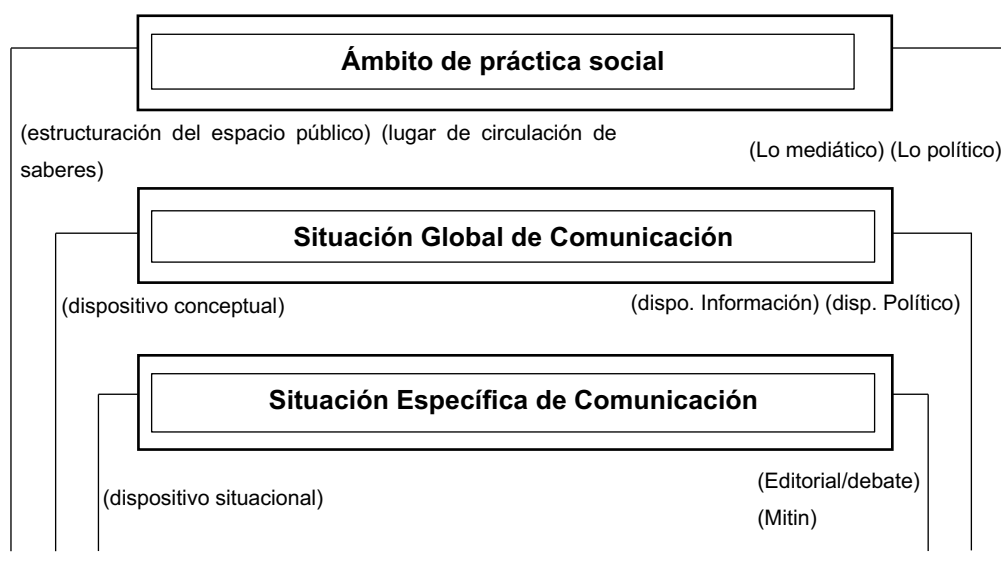 Ámbito de práctica social
(estructuración del espacio público) (lugar de circulación de
saberes)
(Lo mediático) (Lo político)
Situación Global de Comunicación
(dispositivo conceptual)
(dispo. Información) (disp. Político)
Situación Específica de Comunicación
(dispositivo situacional)
(Editorial/debate)
(Mitin)